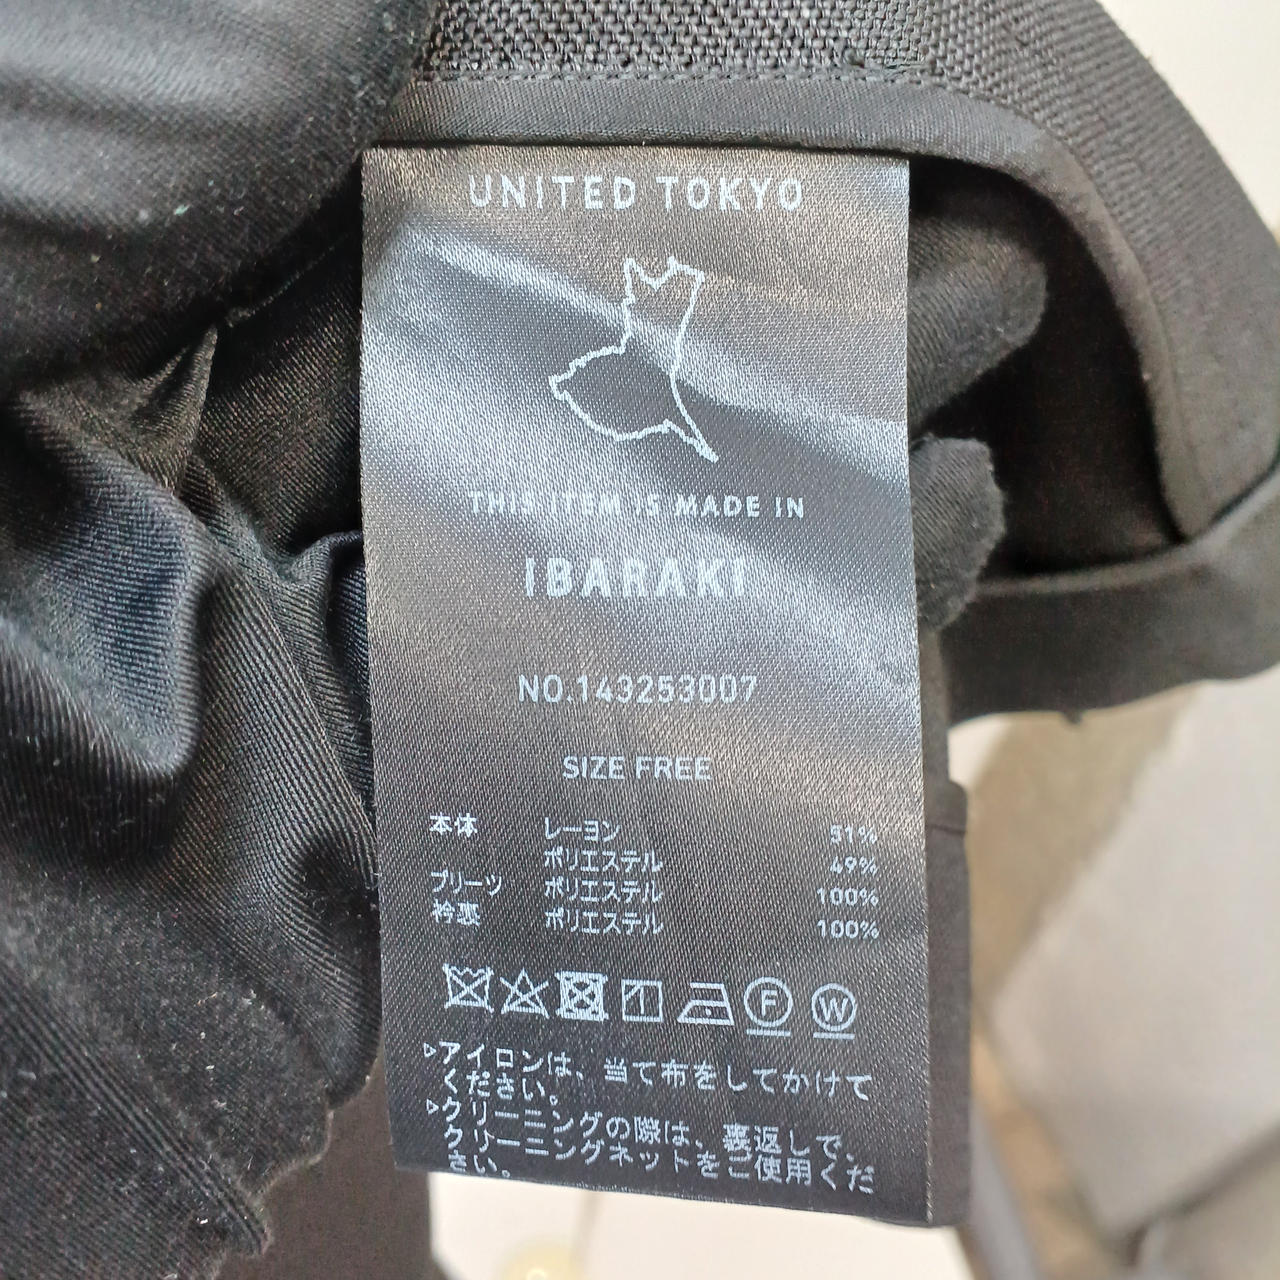 UNITED TOKYO
THIS ITEM IS MADE IN
IBARAKI
NO.143253007
SIZE FREE
本体 レーヨン 51%
ポリエステル 49%
プリーツ ポリエステル 100%
衿裏 ポリエステル 100%
F W
▷アイロンは、当て布をしてかけて
ください。
▷クリーニングの際は、裏返しで、
クリーニングネットをご使用くだ
さい。